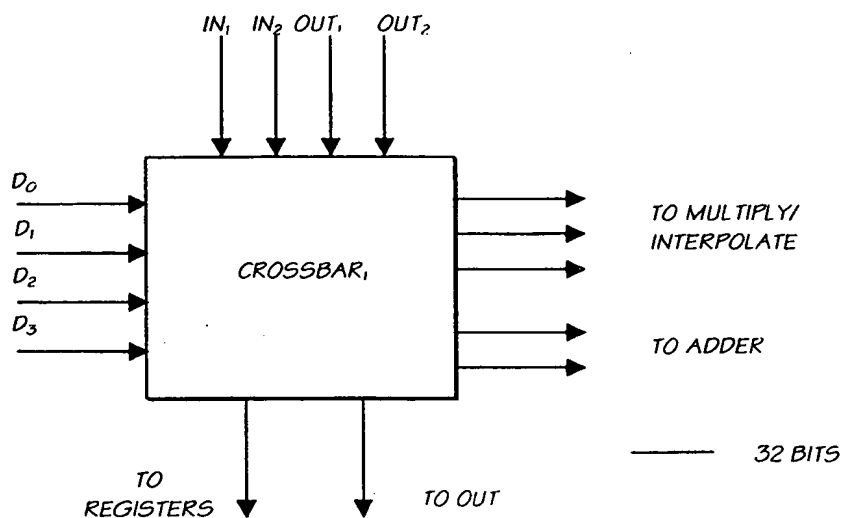 IN₁ IN₂ OUT₁ OUT₂
D₀
D₁
D₂
D₃
CROSSBAR₁
TO MULTIPLY/
INTERPOLATE
TO ADDER
32 BITS
TO
REGISTERS
TO OUT